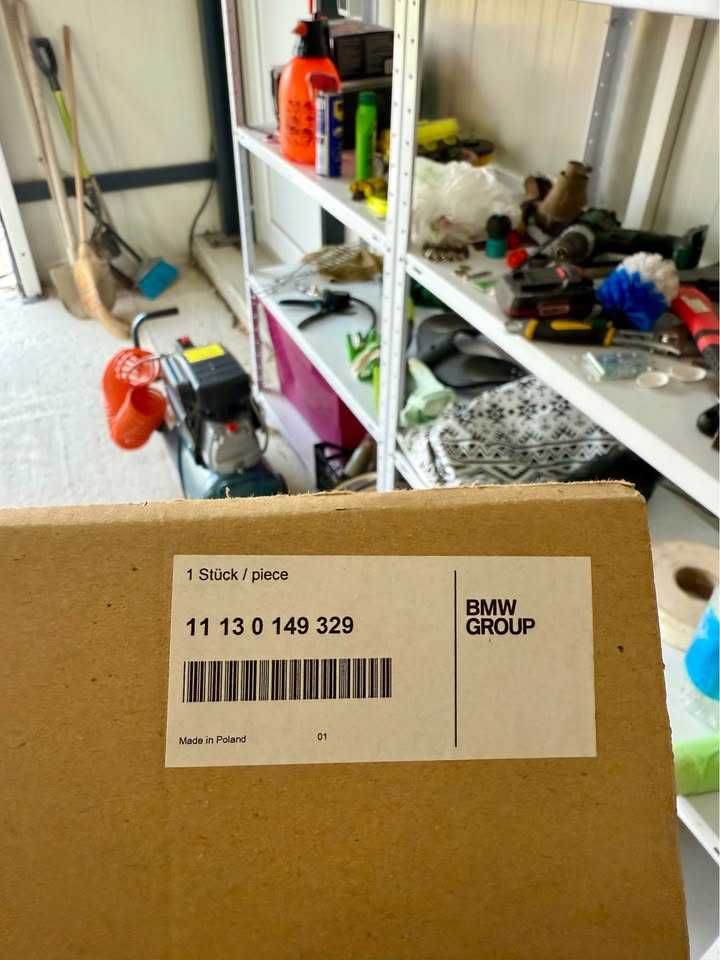 1 Stück / piece
11 13 0 149 329
BMW
GROUP
Made in Poland
01